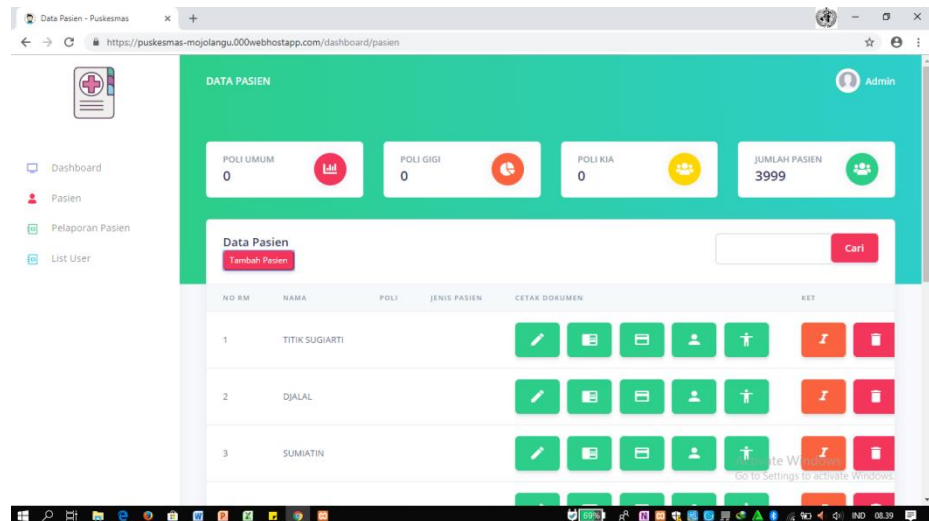 Data Pasien - Puskesmas
https://puskesmas-mojolangu.000webhostapp.com/dashboard/pasien
DATA PASIEN
Admin
Dashboard
Pasien
Pelaporan Pasien
List User
POLI UMUM
0
POLI GIGI
0
POLI KIA
0
JUMLAH PASIEN
3999
Data Pasien
Tambah Pasien
Cari
NO RM NAMA POLI JENIS PASIEN CETAK DOKUMEN KET
1 TITIK SUGIARTI
2 DJALAL
3 SUMIATIN
Activate Windows
Go to Settings to activate Windows.
69%
IND 08.39